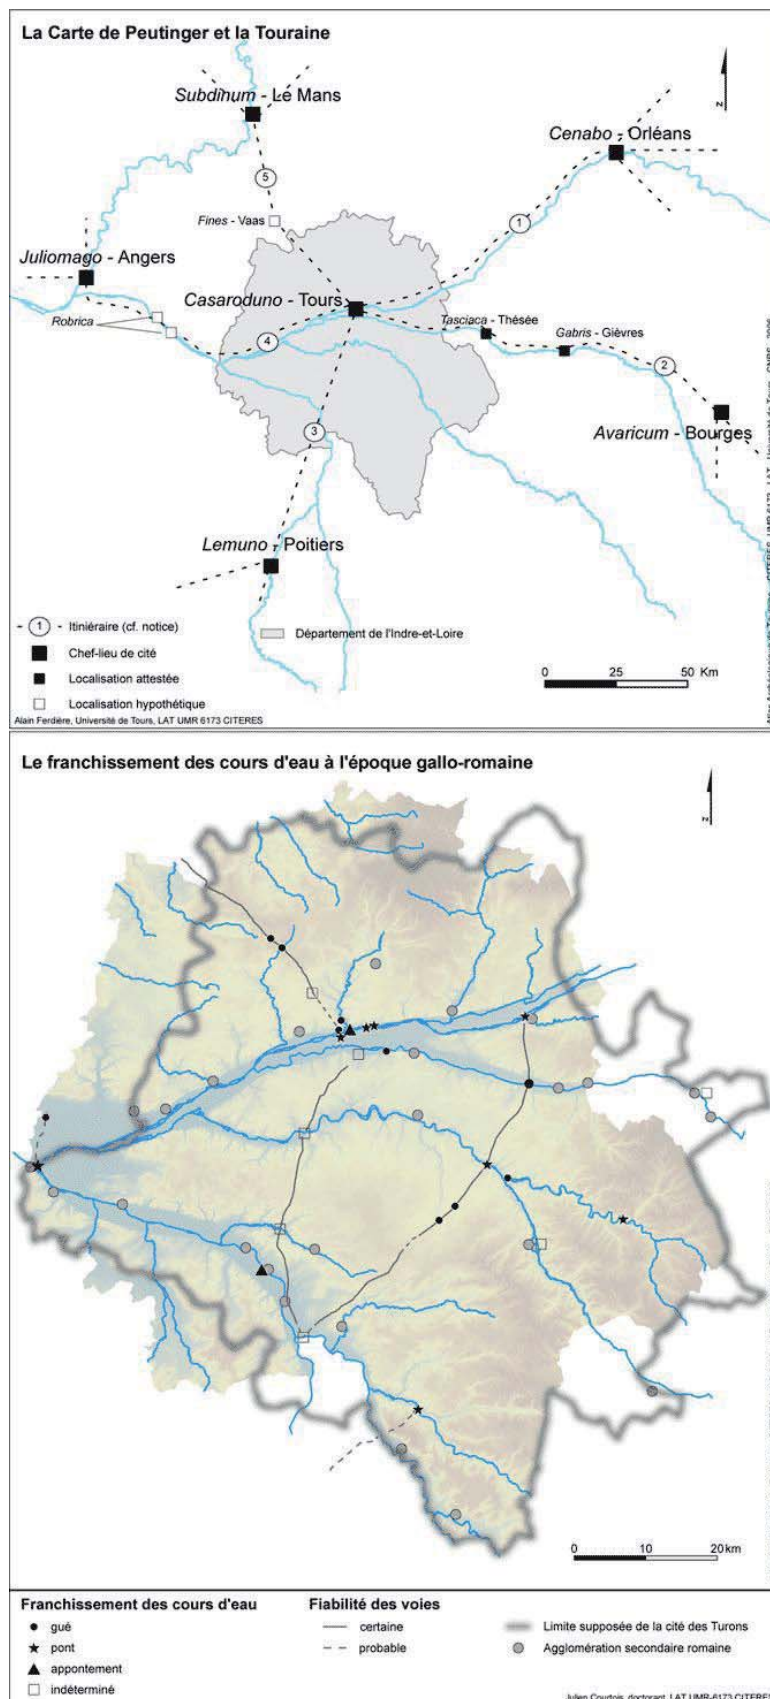 La Carte de Peutinger et la Touraine
Subdinum - Le Mans
N
Cenabo - Orléans
5
Fines - Vaas
1
Juliomago - Angers
Casaroduno - Tours
Robrica
Tasciaca - Thésée
Gabris - Gièvres
4
2
3
Avaricum - Bourges
Lemuno - Poitiers
- 1 - Itiniéraire (cf. notice)
Département de l'Indre-et-Loire
Chef-lieu de cité
Localisation attestée
0 25 50 Km
Localisation hypothétique
Alain Ferdière, Université de Tours, LAT UMR 6173 CITERES
Le franchissement des cours d'eau à l'époque gallo-romaine
N
0 10 20 km
Franchissement des cours d'eau
gué
pont
appontement
indéterminé
Fiabilité des voies
certaine
probable
Limite supposée de la cité des Turons
Agglomération secondaire romaine
Julien Courtois, doctorant, LAT UMR-6173 CITERES